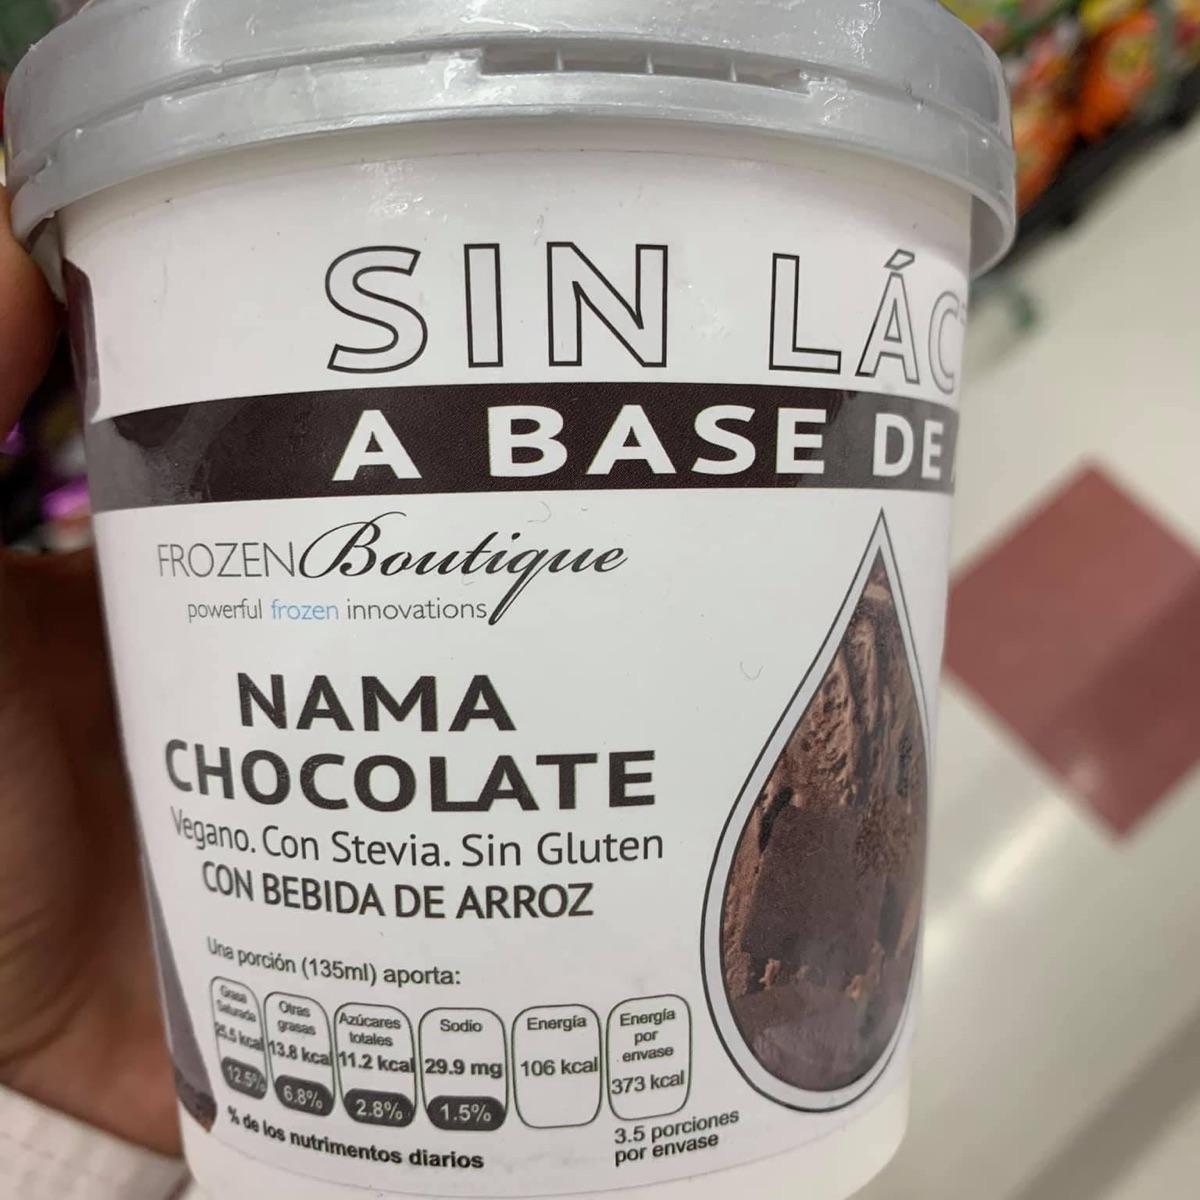 SIN LÁC
A BASE DE
FROZEN Boutique
powerful frozen innovations
NAMA
CHOCOLATE
Vegano. Con Stevia. Sin Gluten
CON BEBIDA DE ARROZ
Una porción (135ml) aporta:
Grasa Saturada
25.5 kcal
12.5%
Otras grasas
13.8 kcal
6.8%
Azúcares totales
11.2 kcal
2.8%
Sodio
29.9 mg
1.5%
Energía
106 kcal
Energía por envase
373 kcal
% de los nutrimentos diarios
3.5 porciones
por envase